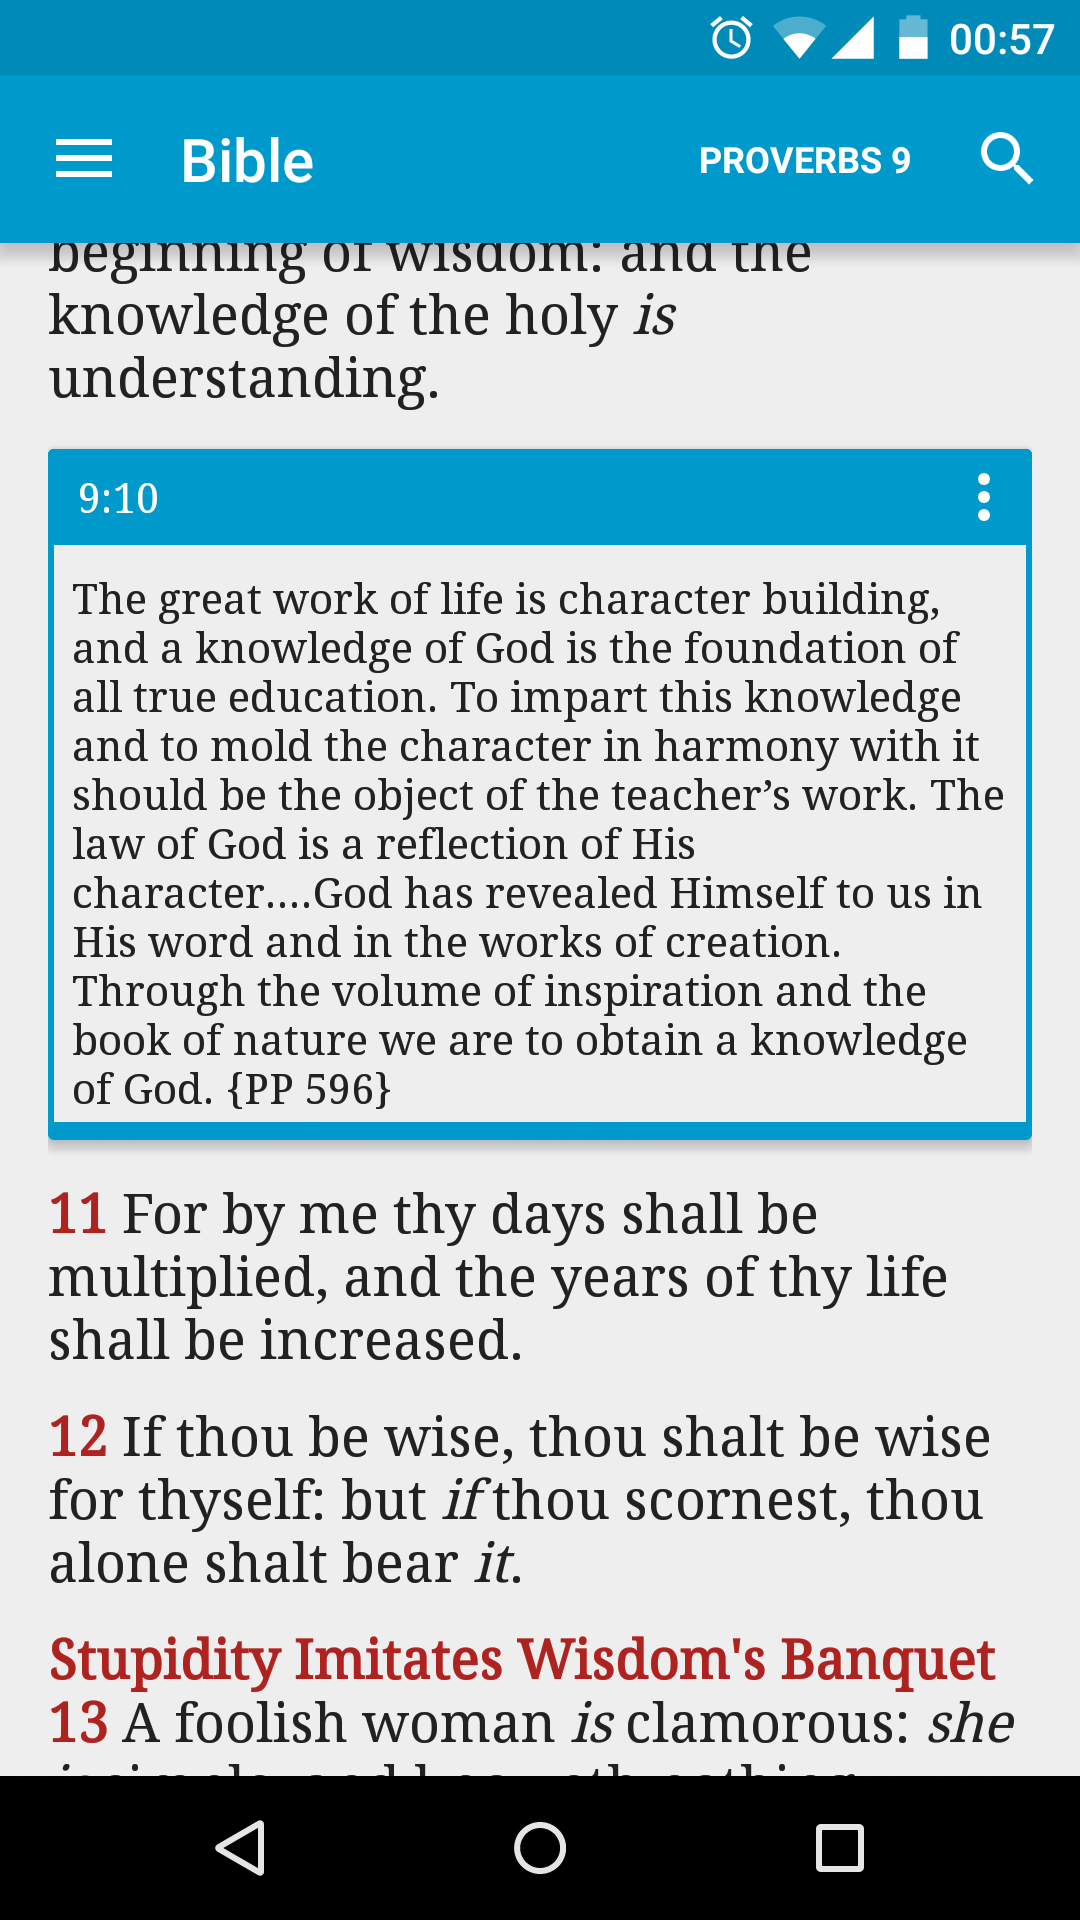 00:57
Bible
PROVERBS 9
beginning of wisdom: and the
knowledge of the holy is
understanding.
9:10
The great work of life is character building,
and a knowledge of God is the foundation of
all true education. To impart this knowledge
and to mold the character in harmony with it
should be the object of the teacher’s work. The
law of God is a reflection of His
character....God has revealed Himself to us in
His word and in the works of creation.
Through the volume of inspiration and the
book of nature we are to obtain a knowledge
of God. {PP 596}
11 For by me thy days shall be
multiplied, and the years of thy life
shall be increased.
12 If thou be wise, thou shalt be wise
for thyself: but if thou scornest, thou
alone shalt bear it.
Stupidity Imitates Wisdom's Banquet
13 A foolish woman is clamorous: she